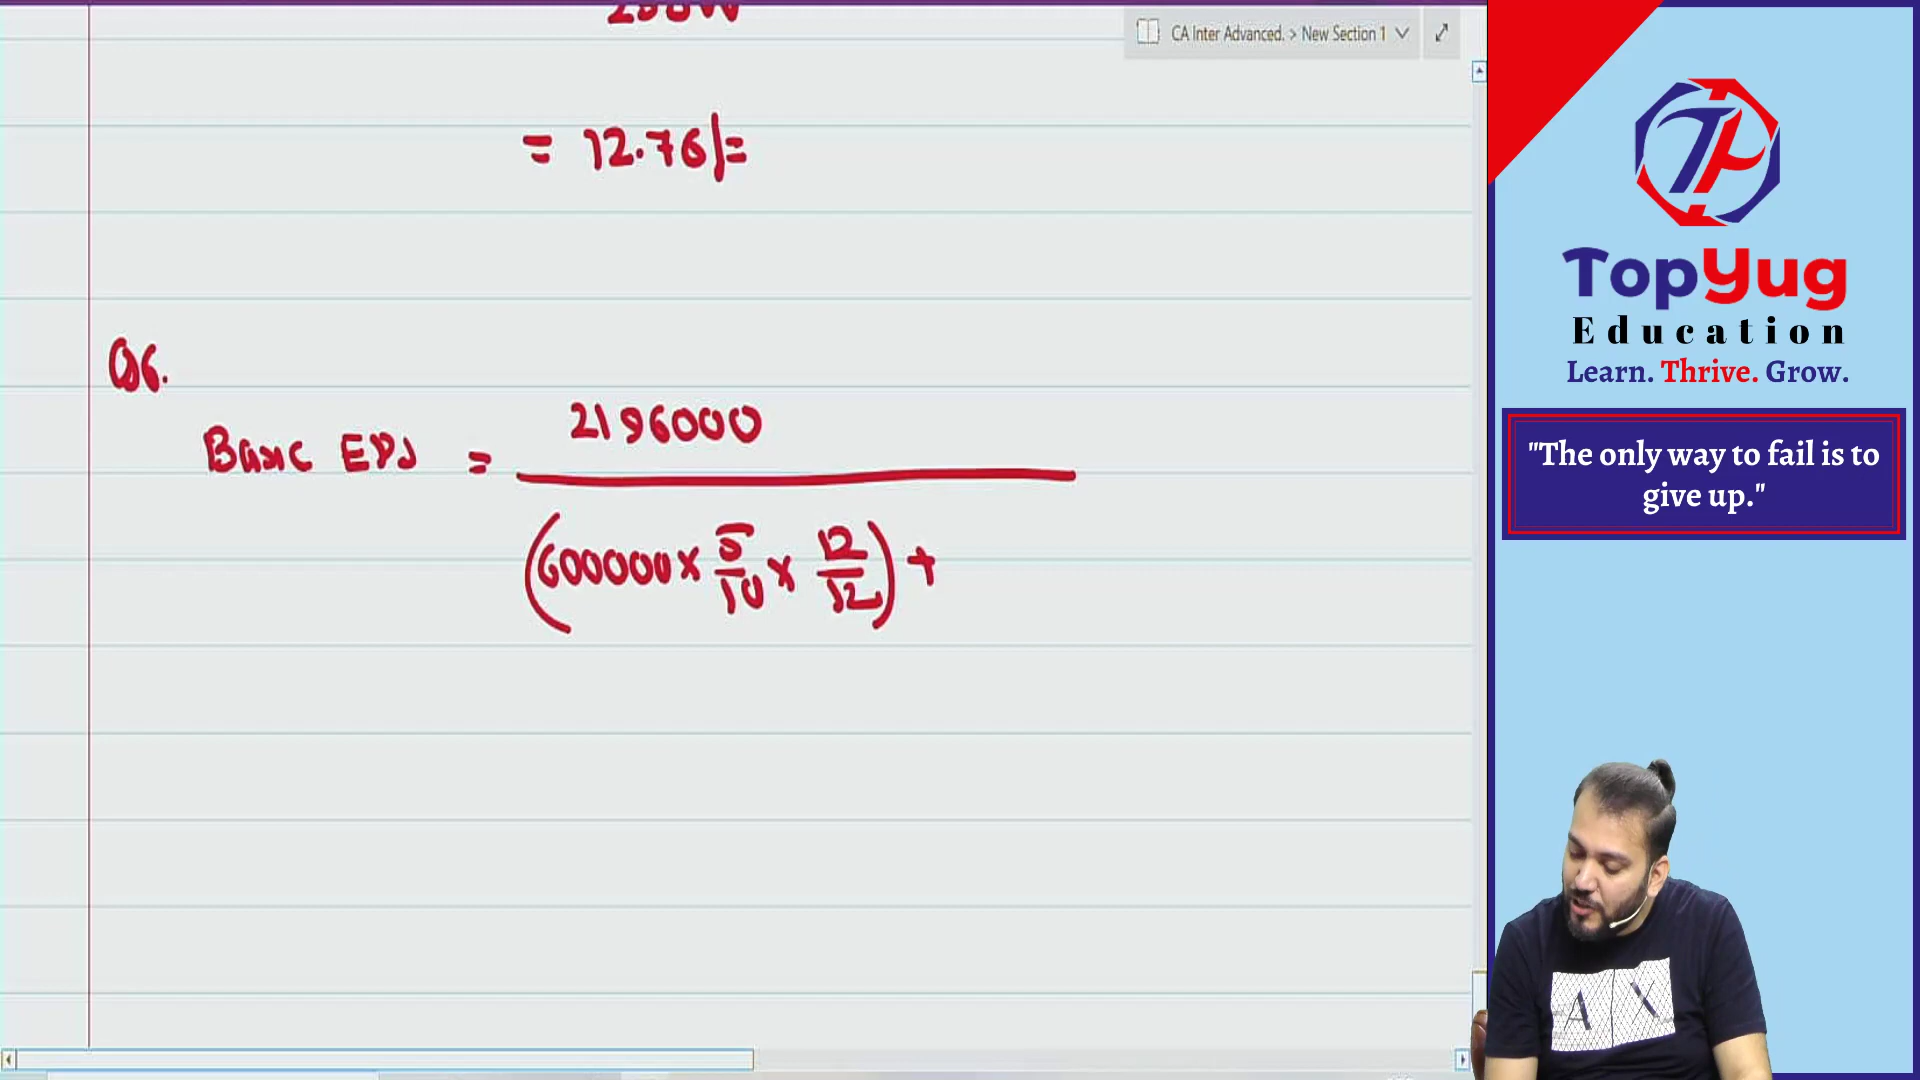 CA Inter Advanced. > New Section 1
= 12.76/=
Q6.
Basic EPS = 2196000
(600000 x 5/10 x 12/12) +
TopYug
Education
Learn. Thrive. Grow.
"The only way to fail is to
give up."
A X